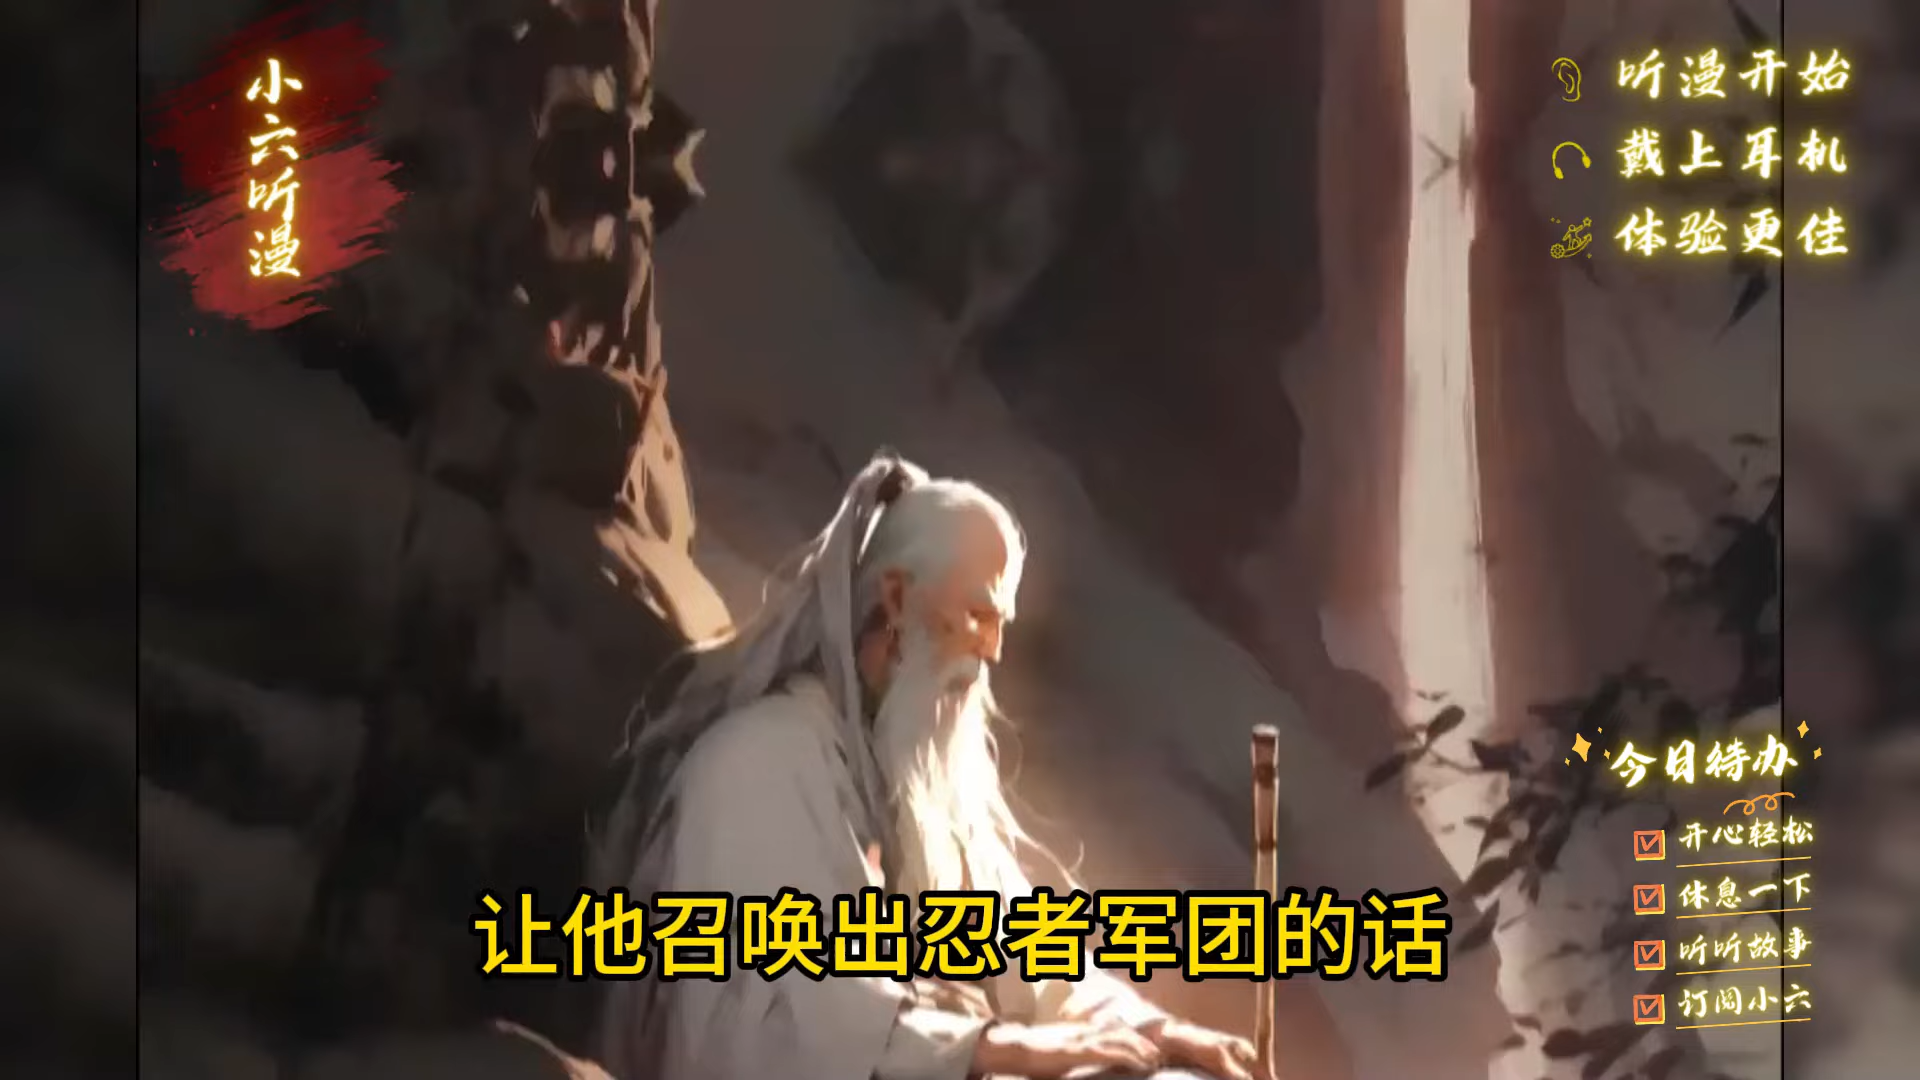 小六听漫
听漫开始
戴上耳机
体验更佳
今日待办
开心轻松
休息一下
听听故事
订阅小六
让他召唤出忍者军团的话